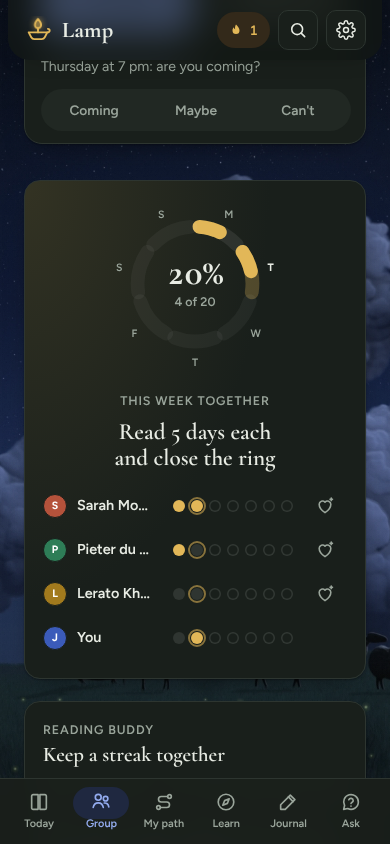 Lamp
1
Thursday at 7 pm: are you coming?
Coming Maybe Can't
S M
S T
20%
4 of 20
F W
T
THIS WEEK TOGETHER
Read 5 days each
and close the ring
S Sarah Mo...
P Pieter du ...
L Lerato Kh...
J You
READING BUDDY
Keep a streak together
Today Group My path Learn Journal Ask